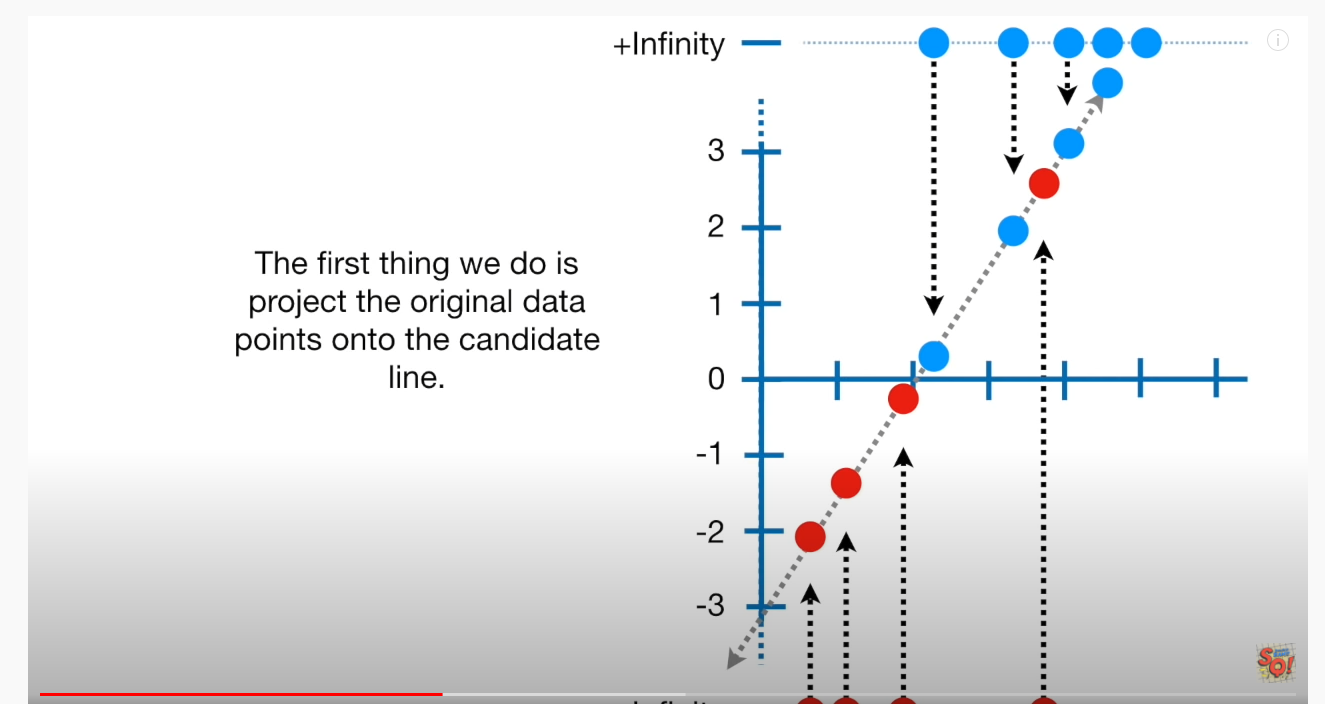 +Infinity
3
2
The first thing we do is
project the original data
points onto the candidate
line.
1
0
-1
-2
-3
SO!